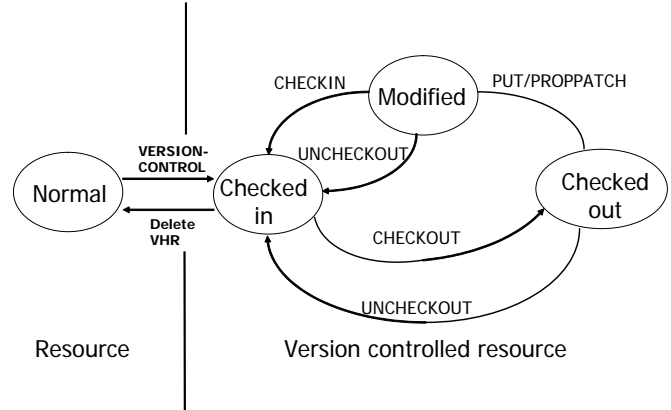 CHECKIN
Modified
PUT/PROPPATCH
UNCHECKOUT
VERSION-
CONTROL
Normal
Checked
in
Checked
out
Delete
VHR
CHECKOUT
UNCHECKOUT
Resource
Version controlled resource